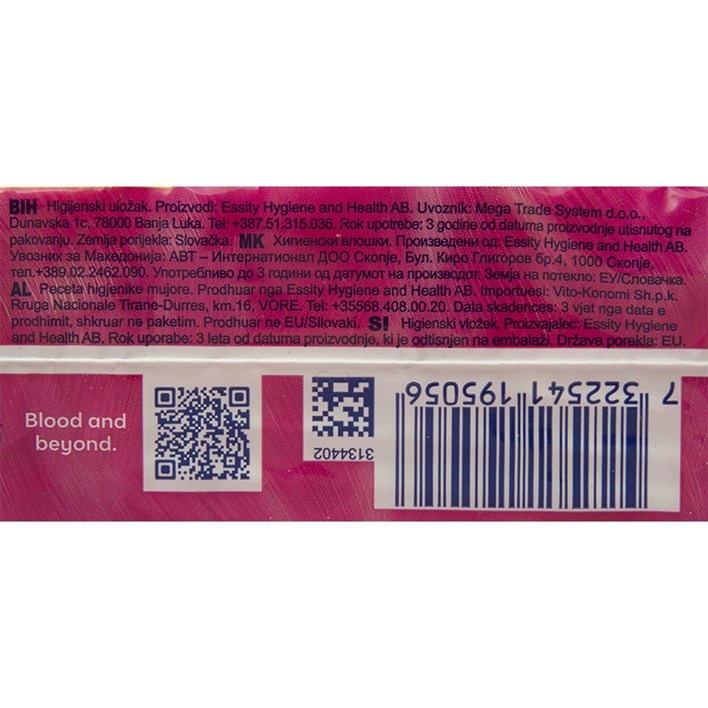 BIH Higijenski uložak. Proizvodi: Essity Hygiene and Health AB. Uvoznik: Mega Trade System d.o.o.,
Dunavska 1c, 78000 Banja Luka. Tel: +387.51.315.036. Rok upotrebe: 3 godine od datuma proizvodnje utisnutog na
pakovanju. Zemlja porijekla: Slovačka. MK Хигиенски влошки. Произведени од: Essity Hygiene and Health AB.
Увозник за Македонија: АВТ – Интернационал ДОО Скопје, Бул. Киро Глигоров бр.4, 1000 Скопје,
тел.+389.02.2462.090. Употребливо до 3 години од датумот на производот. Земја на потекло: ЕУ/Словачка.
AL Peceta higjenike mujore. Prodhuar nga Essity Hygiene and Health AB. Importuesi: Vito-Konomi Sh.p.k.
Rruga Nacionale Tirane-Durres, km.16, VORE. Tel: +35568.408.00.20. Data skadences: 3 vjet nga data e
prodhimit, shkruar ne paketim. Prodhuar ne EU/Sllovaki. SI Higienski vložek. Proizvajalec: Essity Hygiene
and Health AB. Rok uporabe: 3 leta od datuma proizvodnje, ki je odtisnjen na embalaži. Država porekla: EU.
Blood and
beyond.
3134402
7 322541 195056